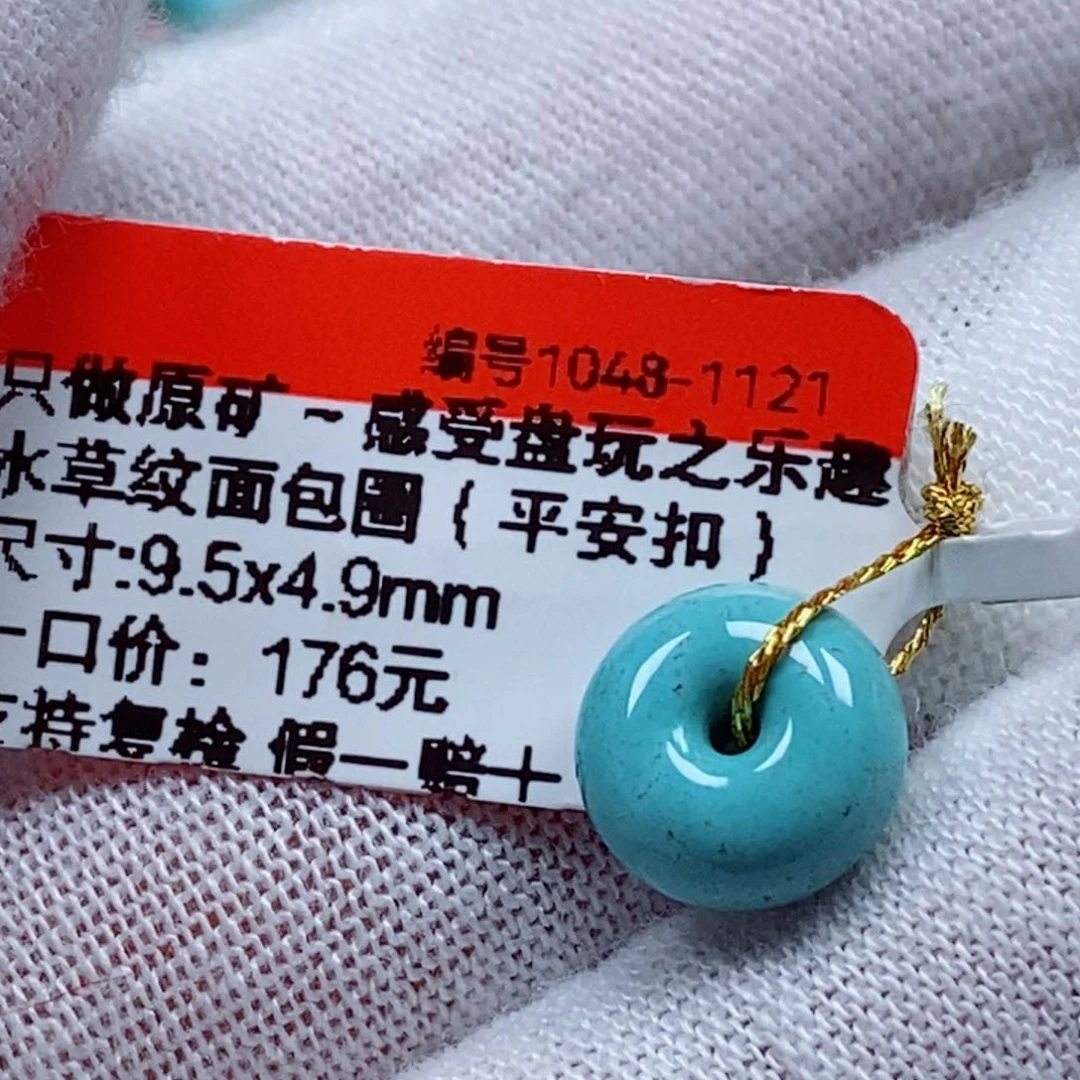 编号1048-1121
只做原矿~感受盘玩之乐趣
水草纹面包圈(平安扣)
尺寸:9.5x4.9mm
一口价：176元
支持复检 假一赔十